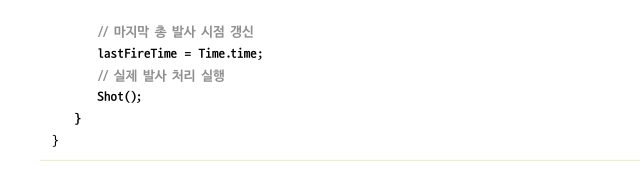 // 마지막 총 발사 시점 갱신
lastFireTime = Time.time;
// 실제 발사 처리 실행
Shot();
}
}